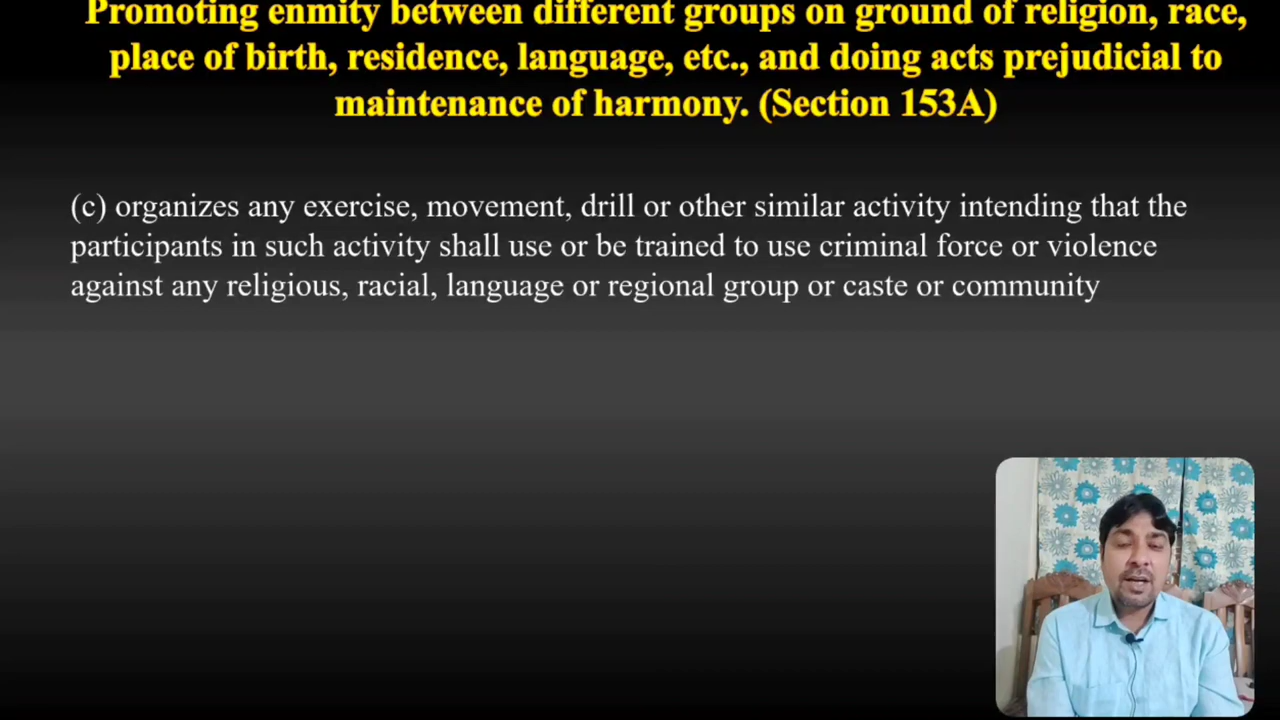 Promoting enmity between different groups on ground of religion, race,
place of birth, residence, language, etc., and doing acts prejudicial to
maintenance of harmony. (Section 153A)
(c) organizes any exercise, movement, drill or other similar activity intending that the
participants in such activity shall use or be trained to use criminal force or violence
against any religious, racial, language or regional group or caste or community